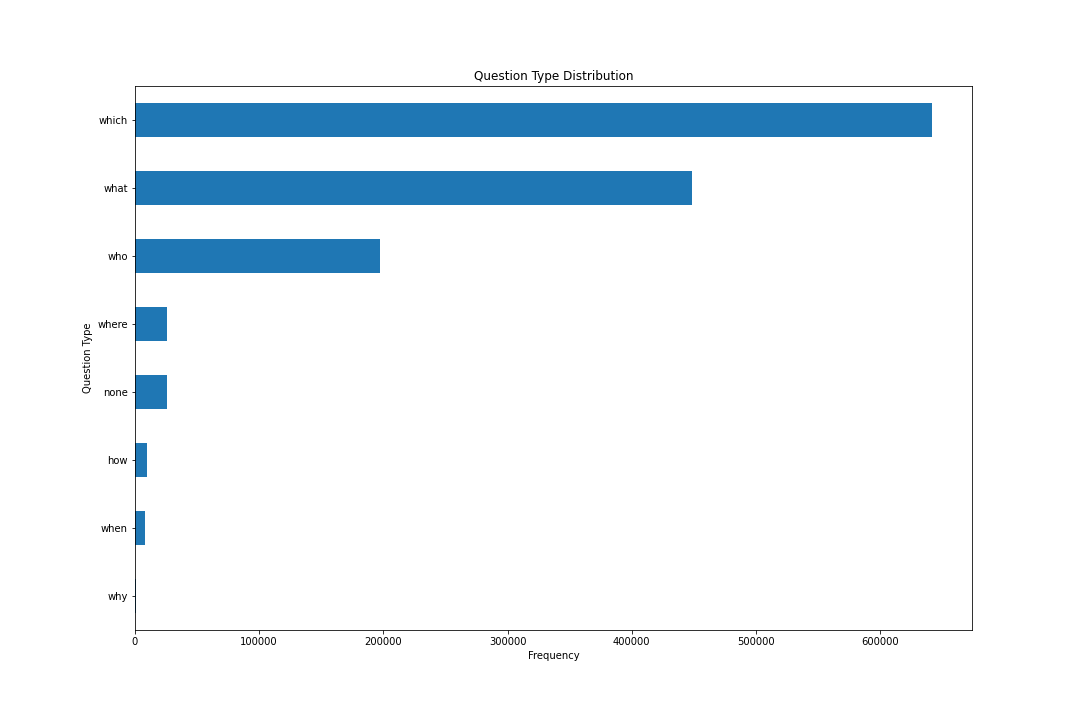 Question Type Distribution
which
what
who
where
none
how
when
why
Question Type
0 100000 200000 300000 400000 500000 600000
Frequency